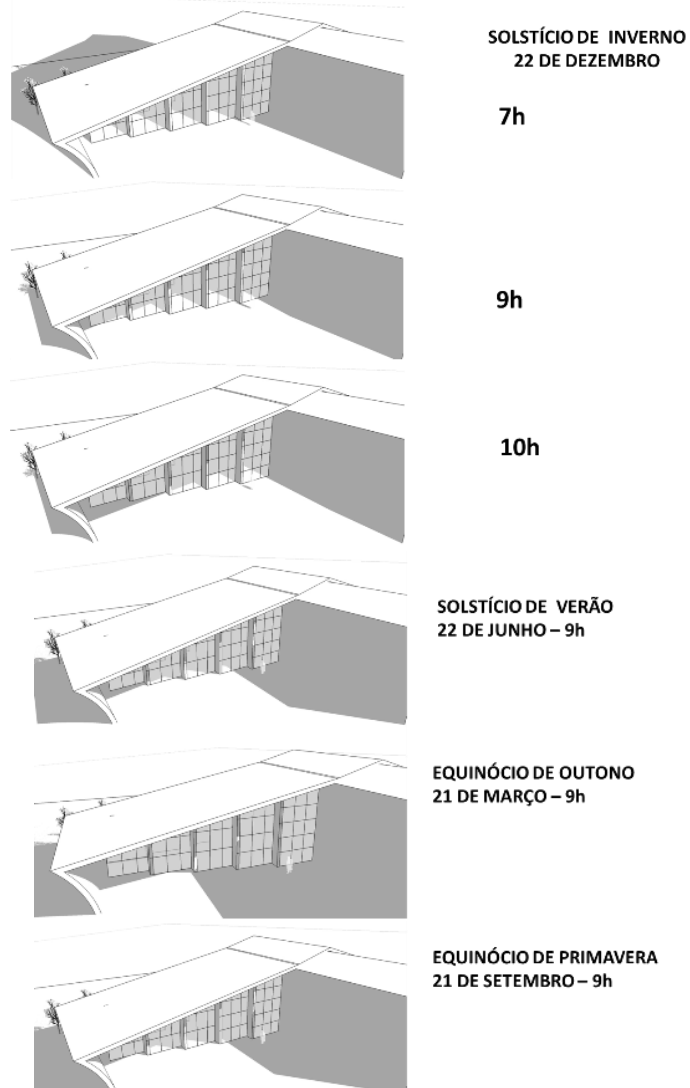 SOLSTÍCIO DE INVERNO
22 DE DEZEMBRO
7h
9h
10h
SOLSTÍCIO DE VERÃO
22 DE JUNHO – 9h
EQUINÓCIO DE OUTONO
21 DE MARÇO – 9h
EQUINÓCIO DE PRIMAVERA
21 DE SETEMBRO – 9h